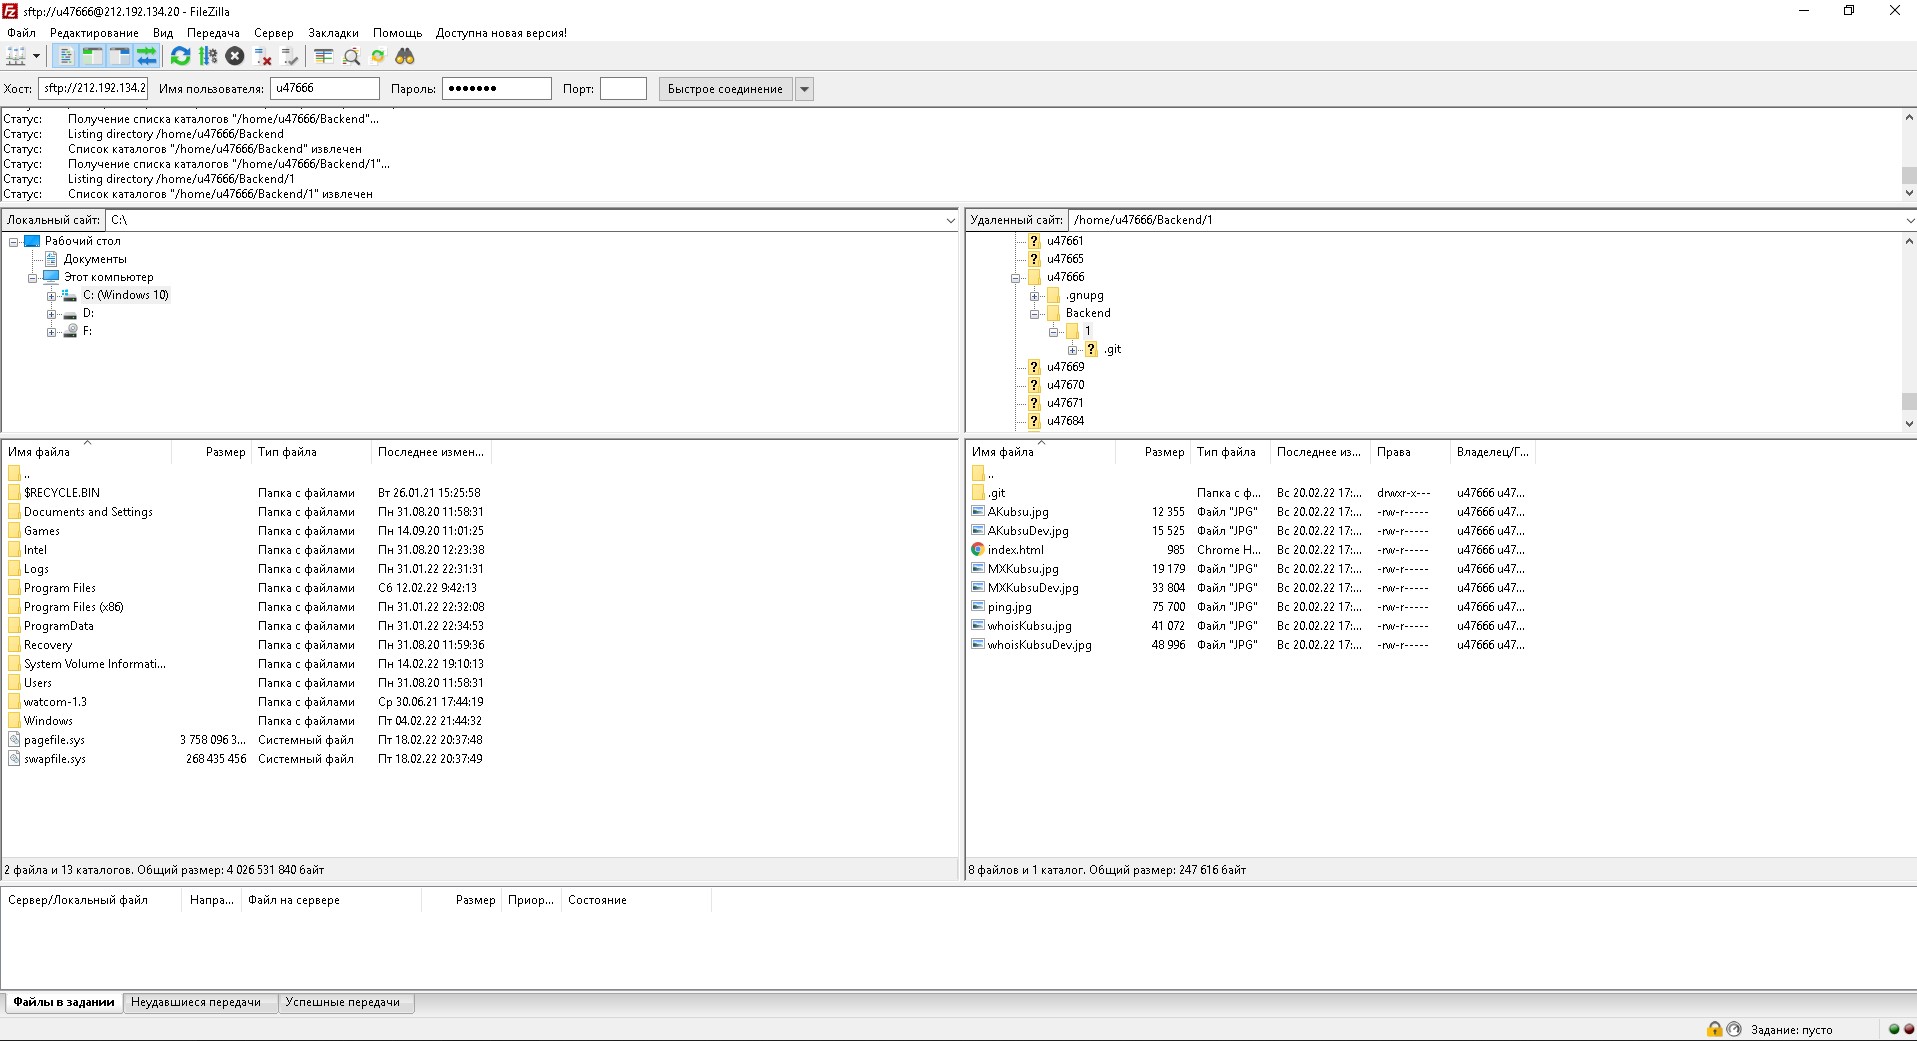 sftp://u47666@212.192.134.20 - FileZilla
Файл Редактирование Вид Передача Сервер Закладки Помощь Доступна новая версия!
Хост: sftp://212.192.134.2 Имя пользователя: u47666 Пароль: ●●●●●●● Порт: Быстрое соединение
Статус: Получение списка каталогов "/home/u47666/Backend"...
Статус: Listing directory /home/u47666/Backend
Статус: Список каталогов "/home/u47666/Backend" извлечен
Статус: Получение списка каталогов "/home/u47666/Backend/1"...
Статус: Listing directory /home/u47666/Backend/1
Статус: Список каталогов "/home/u47666/Backend/1" извлечен
Локальный сайт: C:\
Рабочий стол
Документы
Этот компьютер
C: (Windows 10)
D:
F:
Удаленный сайт: /home/u47666/Backend/1
u47661
u47665
u47666
.gnupg
Backend
1
.git
u47669
u47670
u47671
u47684
Имя файла Размер Тип файла Последнее измен...
..
$RECYCLE.BIN Папка с файлами Вт 26.01.21 15:25:58
Documents and Settings Папка с файлами Пн 31.08.20 11:58:31
Games Папка с файлами Пн 14.09.20 11:01:25
Intel Папка с файлами Пн 31.08.20 12:23:38
Logs Папка с файлами Пн 31.01.22 22:31:31
Program Files Папка с файлами Сб 12.02.22 9:42:13
Program Files (x86) Папка с файлами Пн 31.01.22 22:32:08
ProgramData Папка с файлами Пн 31.01.22 22:34:53
Recovery Папка с файлами Пн 31.08.20 11:59:36
System Volume Informati... Папка с файлами Пн 14.02.22 19:10:13
Users Папка с файлами Пн 31.08.20 11:58:31
watcom-1.3 Папка с файлами Ср 30.06.21 17:44:19
Windows Папка с файлами Пт 04.02.22 21:44:32
pagefile.sys 3 758 096 3... Системный файл Пт 18.02.22 20:37:48
swapfile.sys 268 435 456 Системный файл Пт 18.02.22 20:37:49
2 файла и 13 каталогов. Общий размер: 4 026 531 840 байт
Имя файла Размер Тип файла Последнее из... Права Владелец/Г...
..
.git Папка с ф... Вс 20.02.22 17:... drwxr-x--- u47666 u47...
AKubsu.jpg 12 355 Файл "JPG" Вс 20.02.22 17:... -rw-r----- u47666 u47...
AKubsuDev.jpg 15 525 Файл "JPG" Вс 20.02.22 17:... -rw-r----- u47666 u47...
index.html 985 Chrome H... Вс 20.02.22 17:... -rw-r----- u47666 u47...
MXKubsu.jpg 19 179 Файл "JPG" Вс 20.02.22 17:... -rw-r----- u47666 u47...
MXKubsuDev.jpg 33 804 Файл "JPG" Вс 20.02.22 17:... -rw-r----- u47666 u47...
ping.jpg 75 700 Файл "JPG" Вс 20.02.22 17:... -rw-r----- u47666 u47...
whoisKubsu.jpg 41 072 Файл "JPG" Вс 20.02.22 17:... -rw-r----- u47666 u47...
whoisKubsuDev.jpg 48 996 Файл "JPG" Вс 20.02.22 17:... -rw-r----- u47666 u47...
8 файлов и 1 каталог. Общий размер: 247 616 байт
Сервер/Локальный файл Напра... Файл на сервере Размер Приор... Состояние
Файлы в задании Неудавшиеся передачи Успешные передачи
Задание: пусто